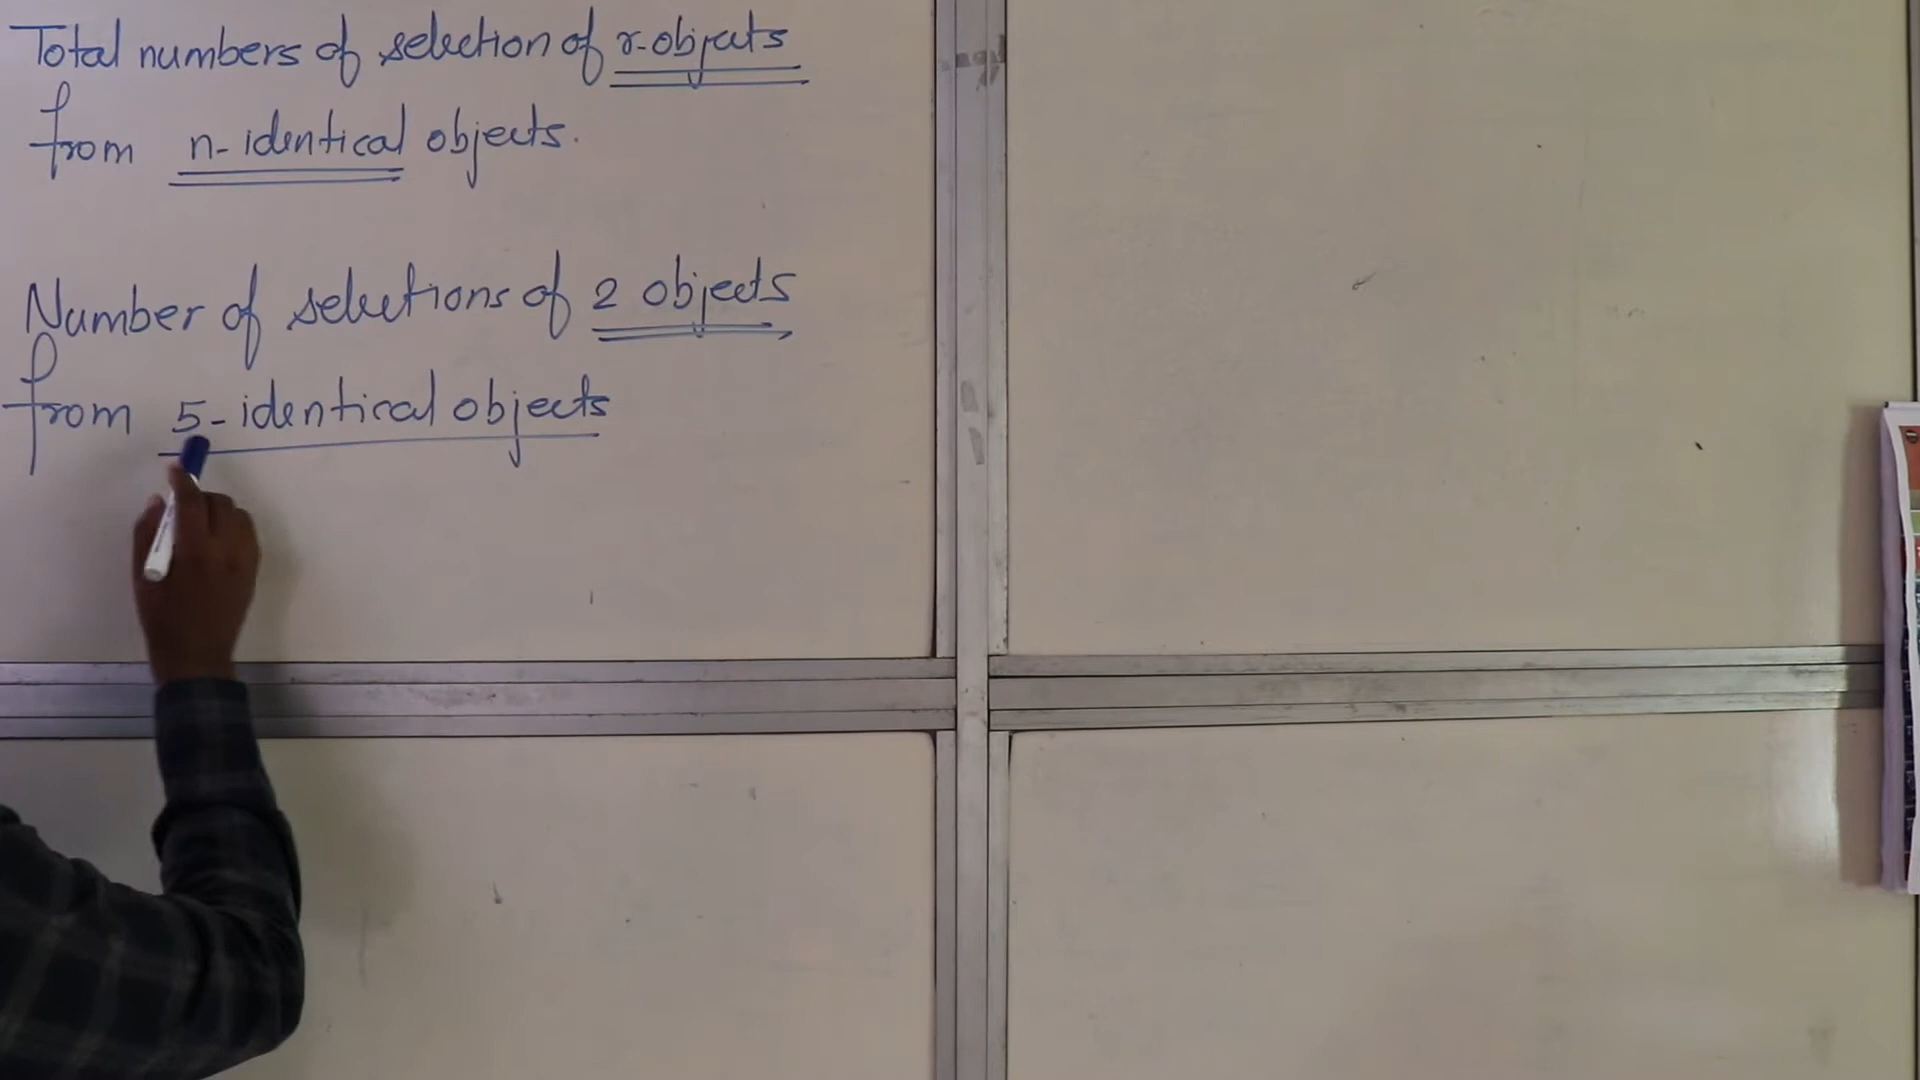 Total numbers of selection of r-objects
from n-identical objects.
Number of selections of 2 objects
from 5-identical objects